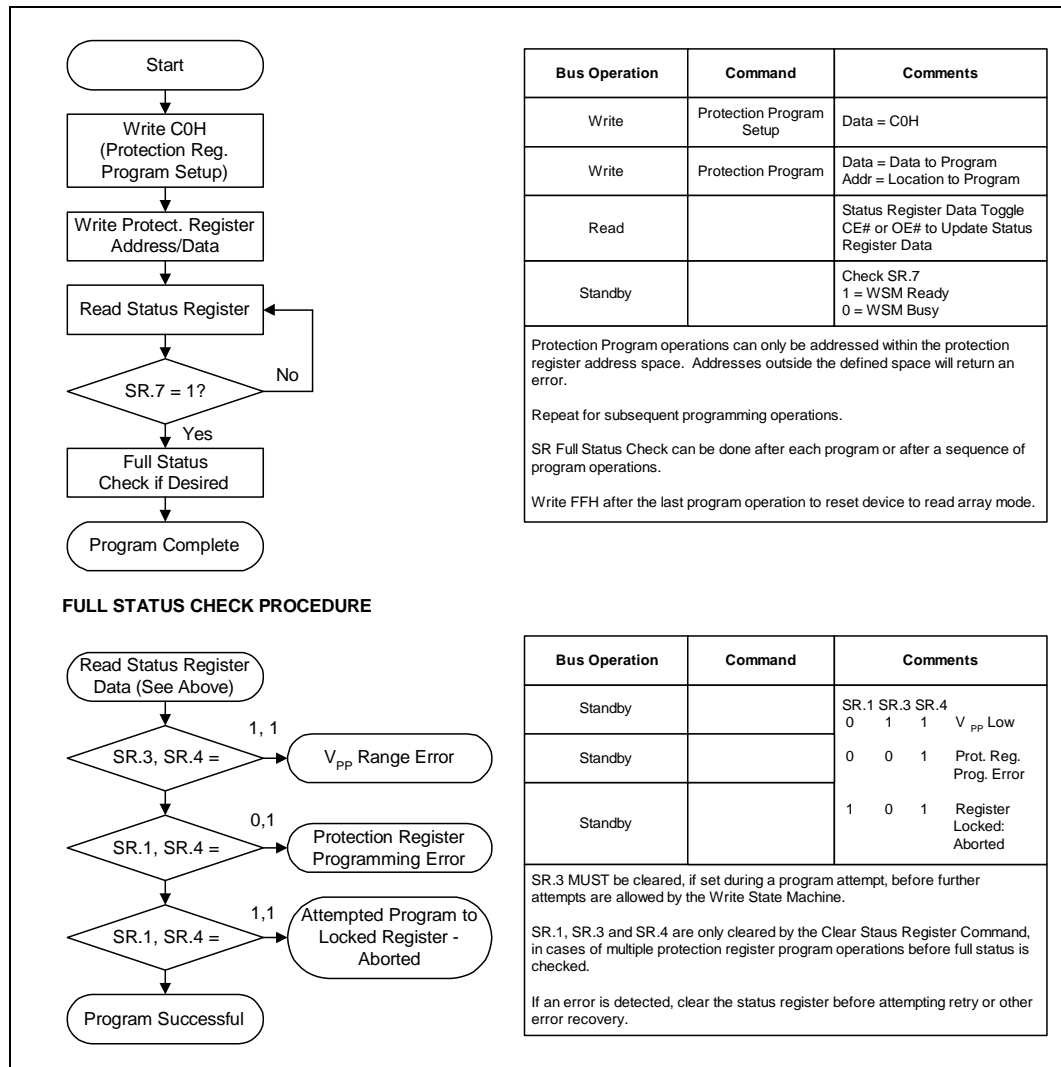 Start
Write C0H
(Protection Reg.
Program Setup)
Write Protect. Register
Address/Data
Read Status Register
No
SR.7 = 1?
Yes
Full Status
Check if Desired
Program Complete
Bus Operation Command Comments
Write Protection Program
Setup Data = C0H
Write Protection Program Data = Data to Program
Addr = Location to Program
Read Status Register Data Toggle
CE# or OE# to Update Status
Register Data
Standby Check SR.7
1 = WSM Ready
0 = WSM Busy
Protection Program operations can only be addressed within the protection
register address space. Addresses outside the defined space will return an
error.
Repeat for subsequent programming operations.
SR Full Status Check can be done after each program or after a sequence of
program operations.
Write FFH after the last program operation to reset device to read array mode.
FULL STATUS CHECK PROCEDURE
Read Status Register
Data (See Above)
1, 1
SR.3, SR.4 =
VPP Range Error
0,1
SR.1, SR.4 =
Protection Register
Programming Error
1,1
SR.1, SR.4 =
Attempted Program to
Locked Register -
Aborted
Program Successful
Bus Operation Command Comments
Standby SR.1 SR.3 SR.4
0 1 1 V PP Low
Standby 0 0 1 Prot. Reg.
Prog. Error
Standby 1 0 1 Register
Locked:
Aborted
SR.3 MUST be cleared, if set during a program attempt, before further
attempts are allowed by the Write State Machine.
SR.1, SR.3 and SR.4 are only cleared by the Clear Staus Register Command,
in cases of multiple protection register program operations before full status is
checked.
If an error is detected, clear the status register before attempting retry or other
error recovery.